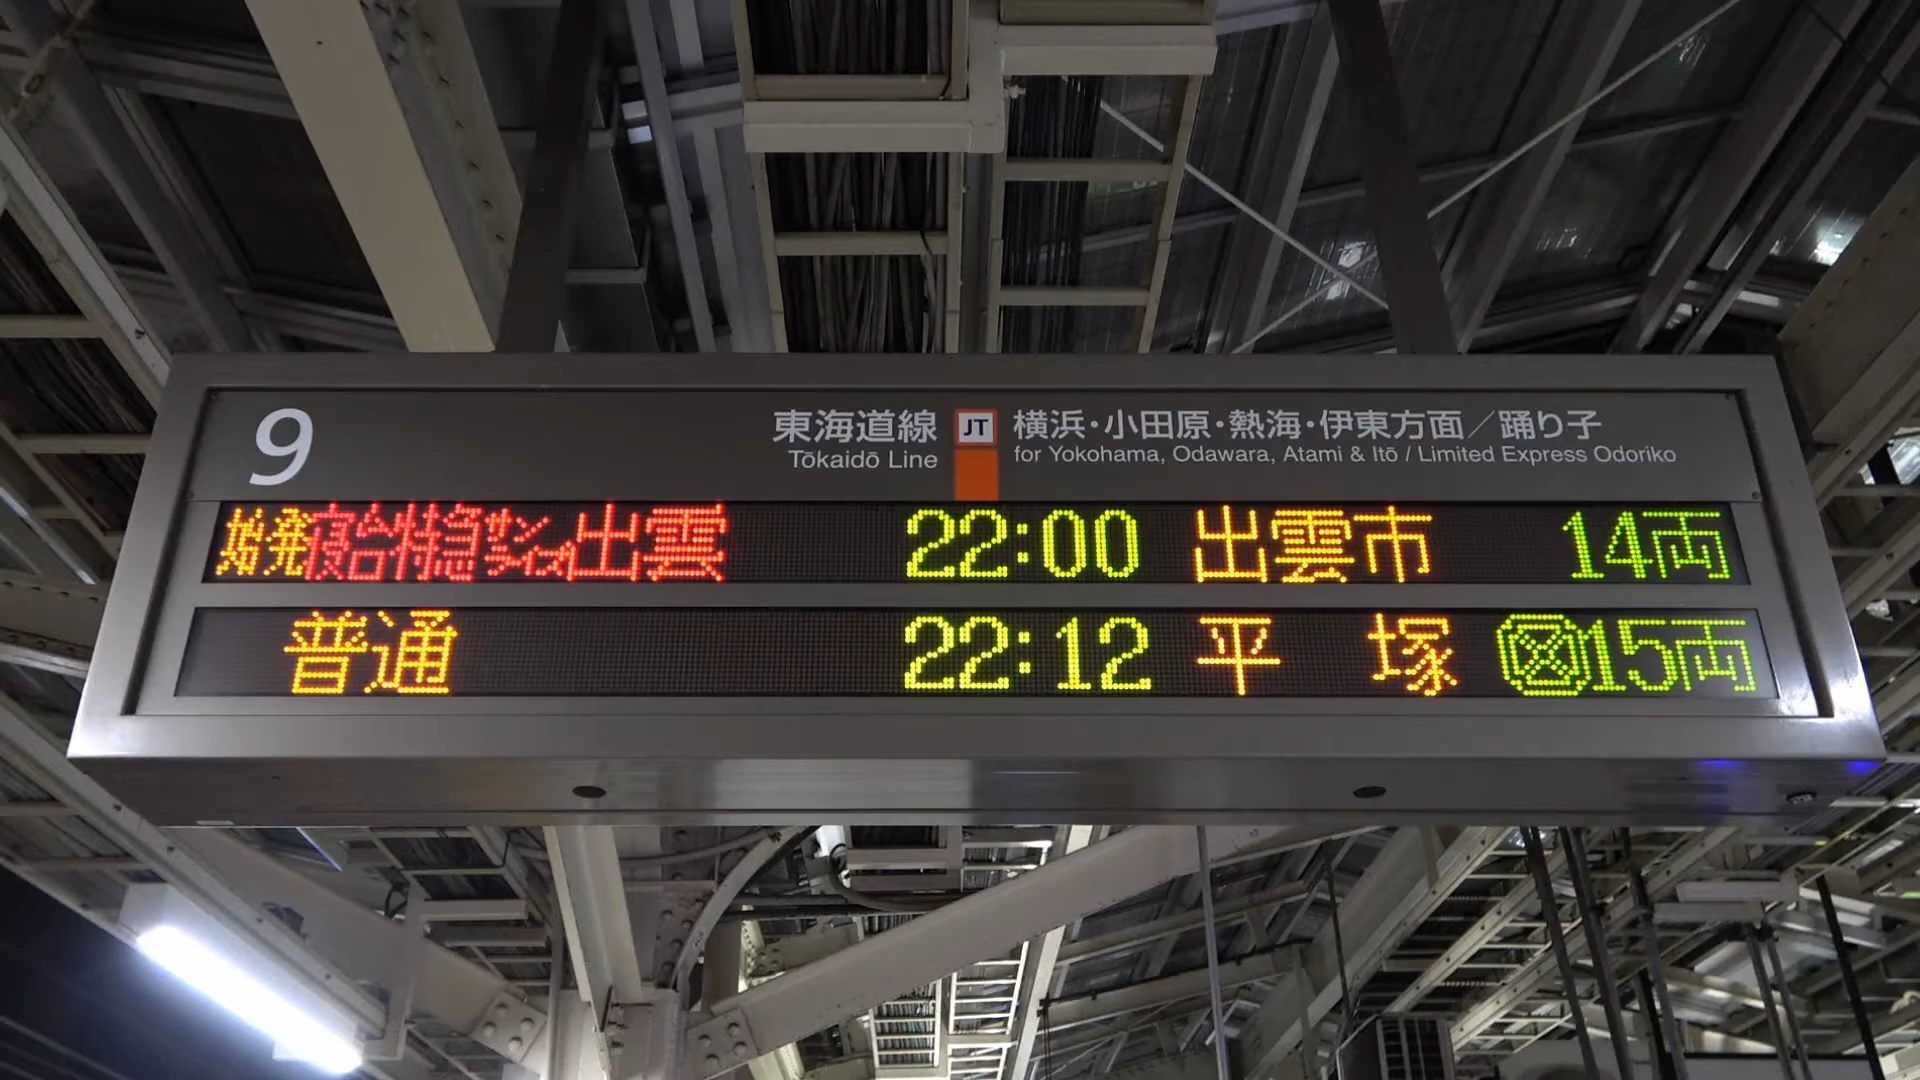 9
東海道線 JT 横浜・小田原・熱海・伊東方面／踊り子
Tōkaidō Line for Yokohama, Odawara, Atami & Itō / Limited Express Odoriko
始発 寝台特急 サンライズ 出雲 22:00 出雲市 14両
普通 22:12 平塚 15両